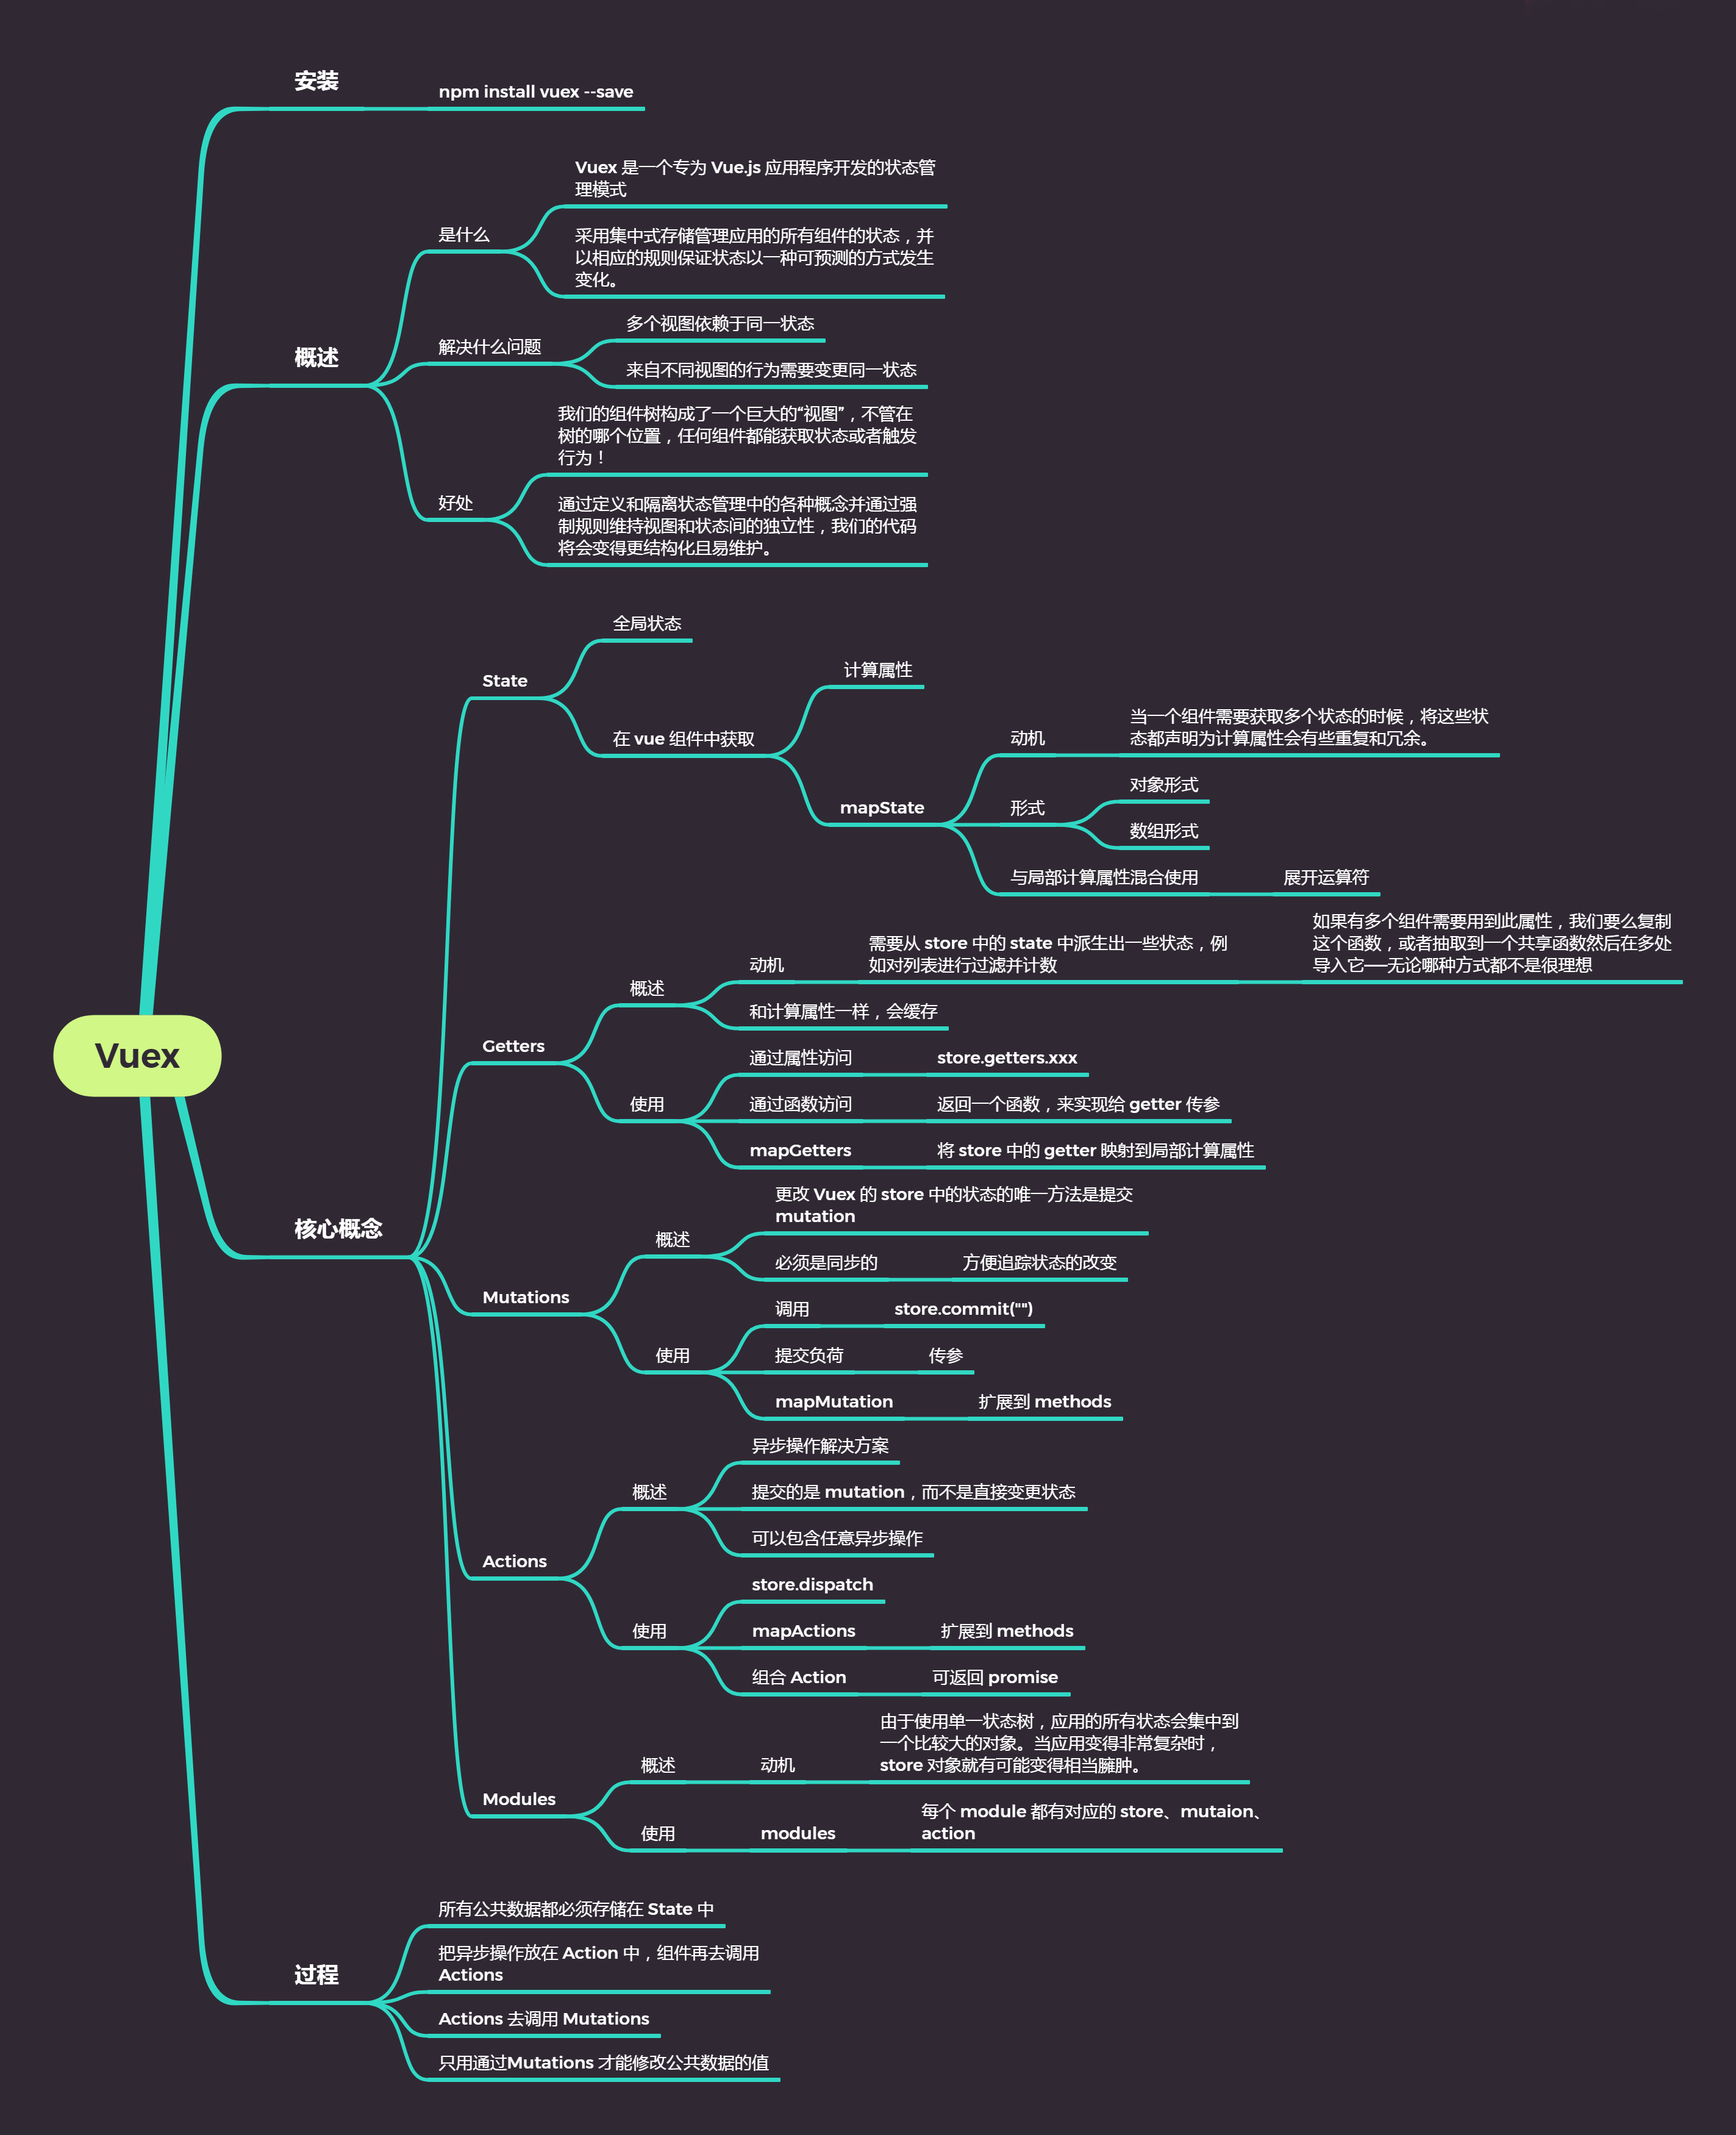 安装
npm install vuex --save
概述
是什么
Vuex 是一个专为 Vue.js 应用程序开发的状态管
理模式
采用集中式存储管理应用的所有组件的状态，并
以相应的规则保证状态以一种可预测的方式发生
变化。
解决什么问题
多个视图依赖于同一状态
来自不同视图的行为需要变更同一状态
好处
我们的组件树构成了一个巨大的“视图”，不管在
树的哪个位置，任何组件都能获取状态或者触发
行为！
通过定义和隔离状态管理中的各种概念并通过强
制规则维持视图和状态间的独立性，我们的代码
将会变得更结构化且易维护。
Vuex
核心概念
State
全局状态
在 vue 组件中获取
计算属性
mapState
动机
当一个组件需要获取多个状态的时候，将这些状
态都声明为计算属性会有些重复和冗余。
形式
对象形式
数组形式
与局部计算属性混合使用
展开运算符
Getters
概述
动机
需要从 store 中的 state 中派生出一些状态，例
如对列表进行过滤并计数
如果有多个组件需要用到此属性，我们要么复制
这个函数，或者抽取到一个共享函数然后在多处
导入它——无论哪种方式都不是很理想
和计算属性一样，会缓存
使用
通过属性访问
store.getters.xxx
通过函数访问
返回一个函数，来实现给 getter 传参
mapGetters
将 store 中的 getter 映射到局部计算属性
Mutations
概述
更改 Vuex 的 store 中的状态的唯一方法是提交
mutation
必须是同步的
方便追踪状态的改变
使用
调用
store.commit("")
提交负荷
传参
mapMutation
扩展到 methods
Actions
概述
异步操作解决方案
提交的是 mutation，而不是直接变更状态
可以包含任意异步操作
使用
store.dispatch
mapActions
扩展到 methods
组合 Action
可返回 promise
Modules
概述
动机
由于使用单一状态树，应用的所有状态会集中到
一个比较大的对象。当应用变得非常复杂时，
store 对象就有可能变得相当臃肿。
使用
modules
每个 module 都有对应的 store、mutaion、
action
过程
所有公共数据都必须存储在 State 中
把异步操作放在 Action 中，组件再去调用
Actions
Actions 去调用 Mutations
只用通过Mutations 才能修改公共数据的值